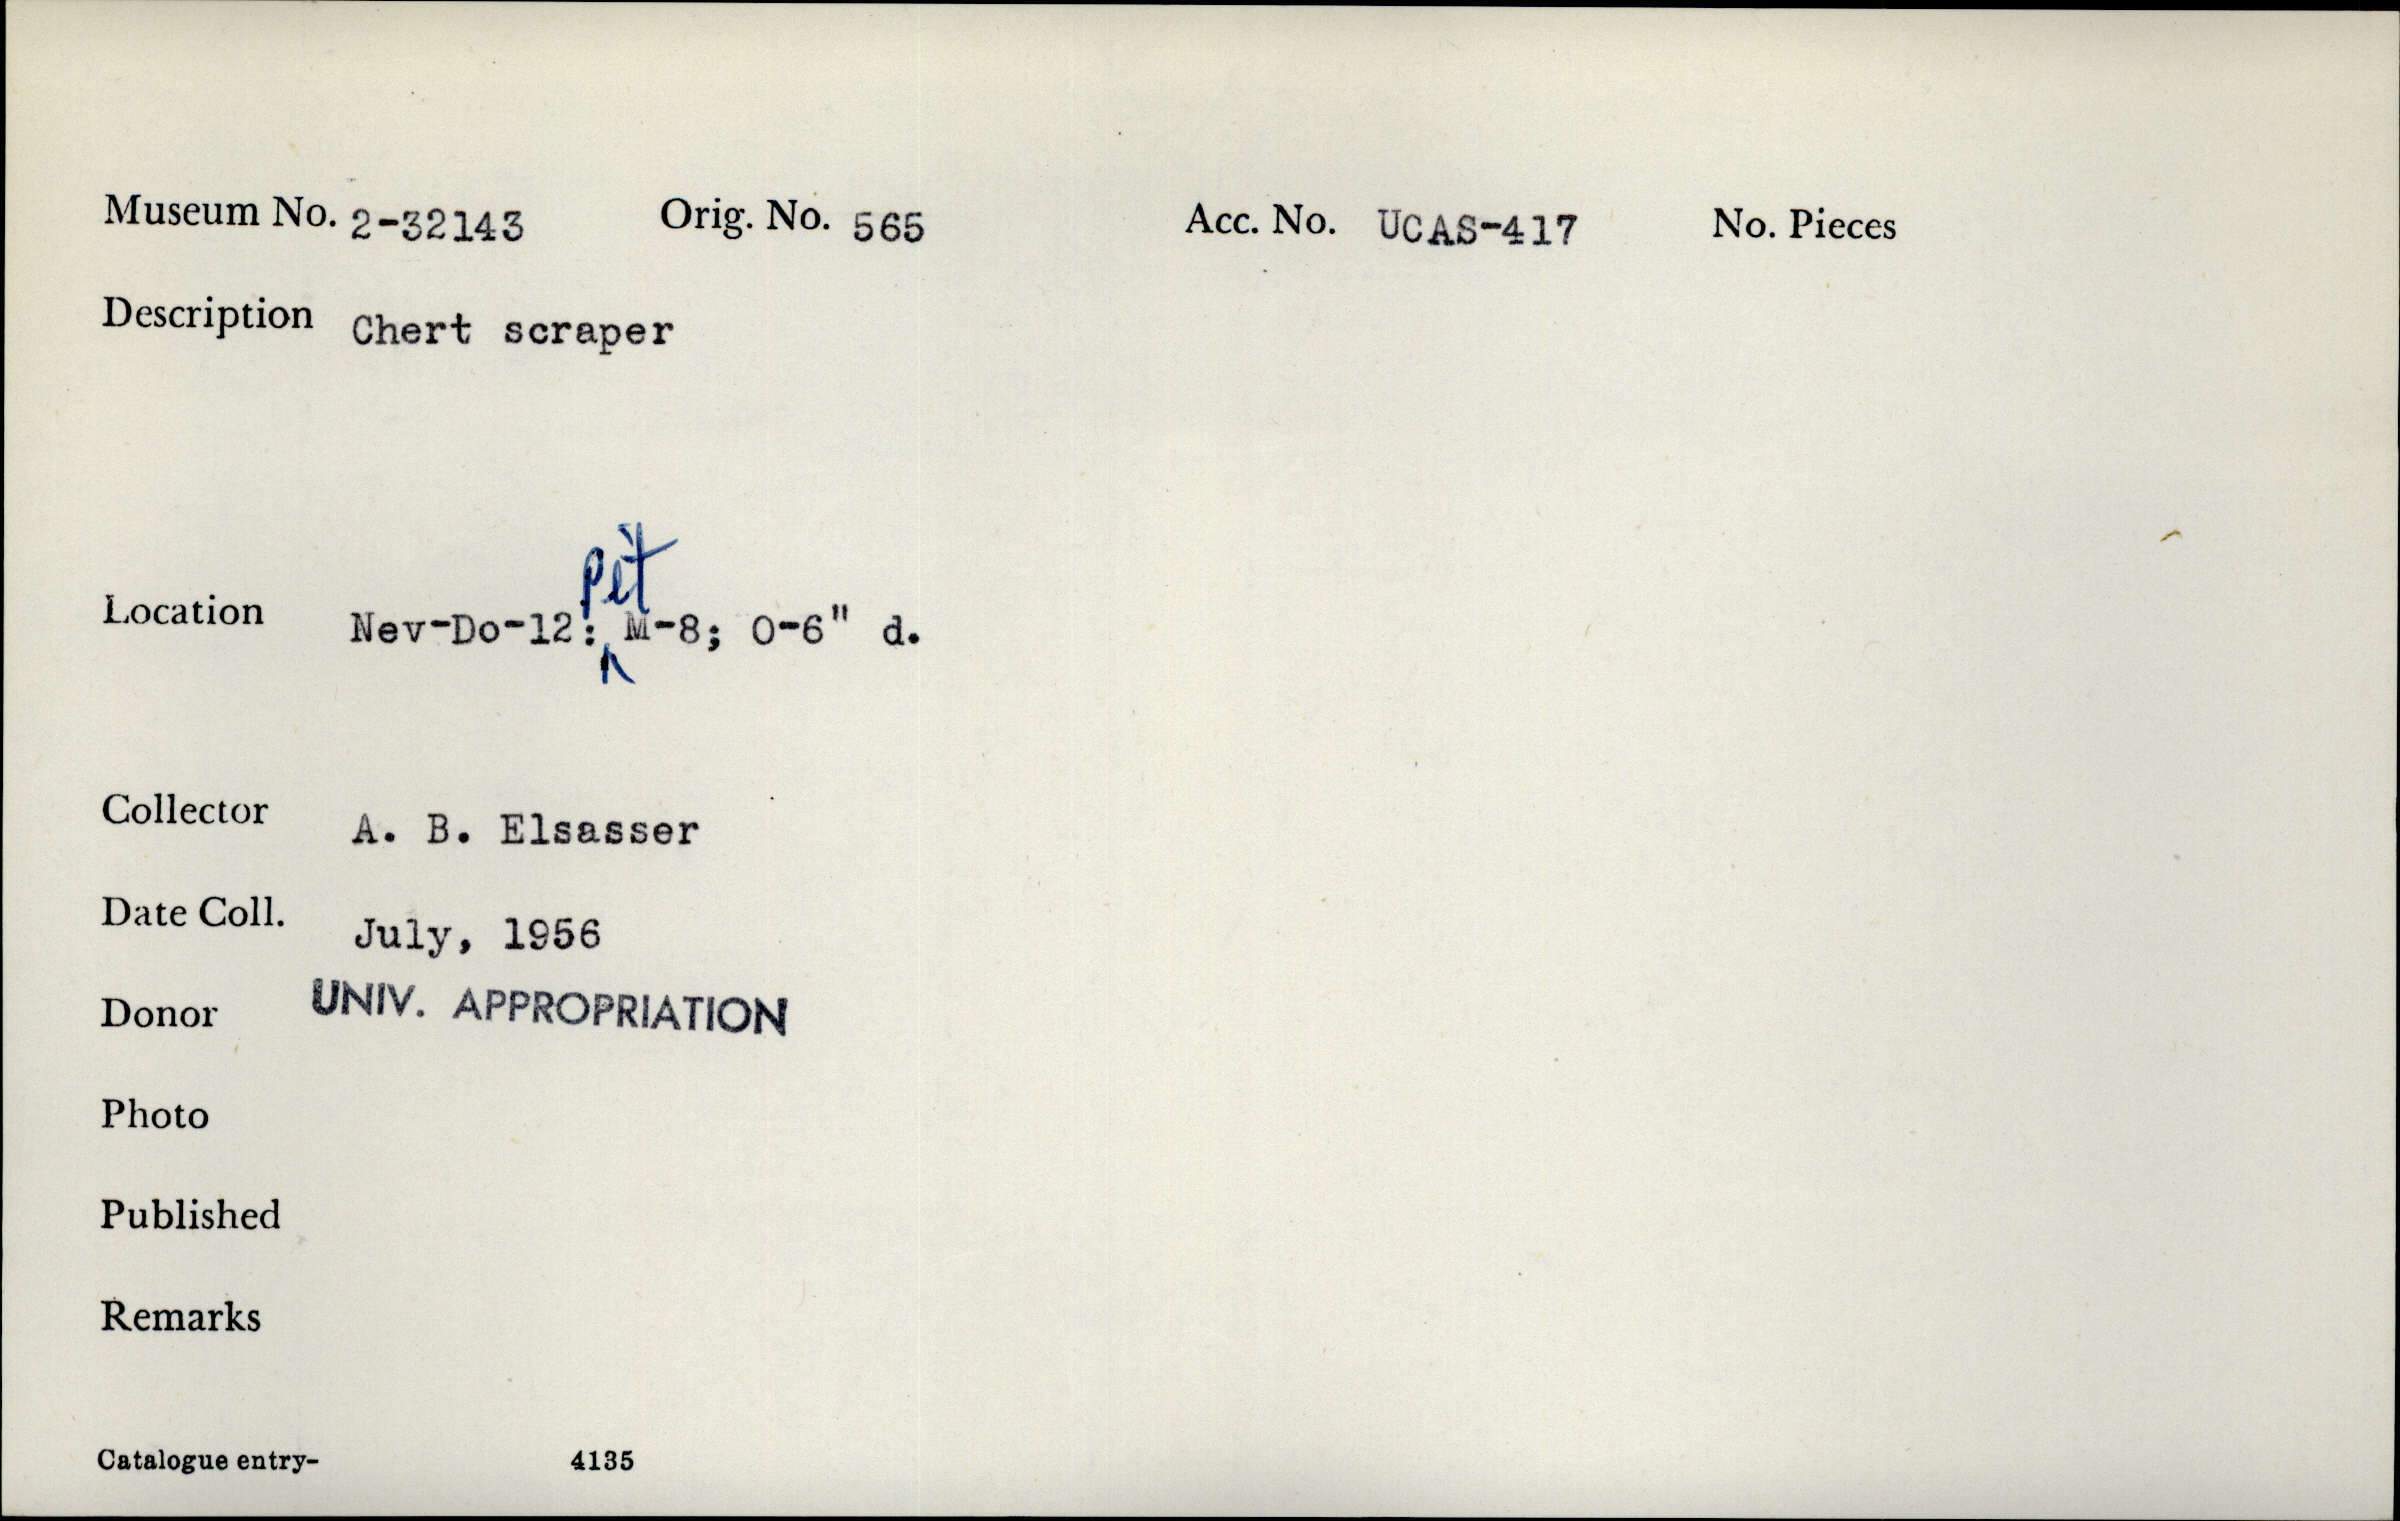 Museum No. 2-32143 Orig. No. 565 Acc. No. UCAS-417 No. Pieces
Description Chert scraper
Location Nev-Do-12: pit M-8; 0-6" d.
Collector A. B. Elsasser
Date Coll. July, 1956
Donor UNIV. APPROPRIATION
Photo
Published
Remarks
Catalogue entry- 4135